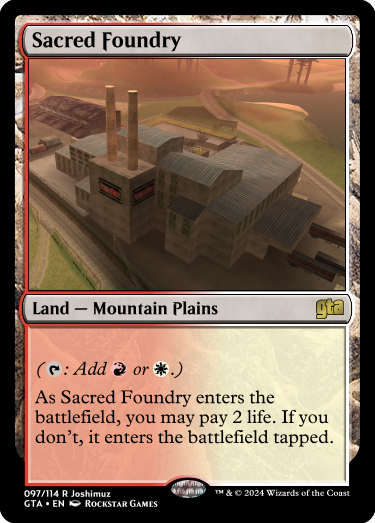 Sacred Foundry
Land — Mountain Plains
gta
(: Add or .)
As Sacred Foundry enters the
battlefield, you may pay 2 life. If you
don't, it enters the battlefield tapped.
097/114 R Joshimuz
GTA • EN Rockstar Games
™ & © 2024 Wizards of the Coast